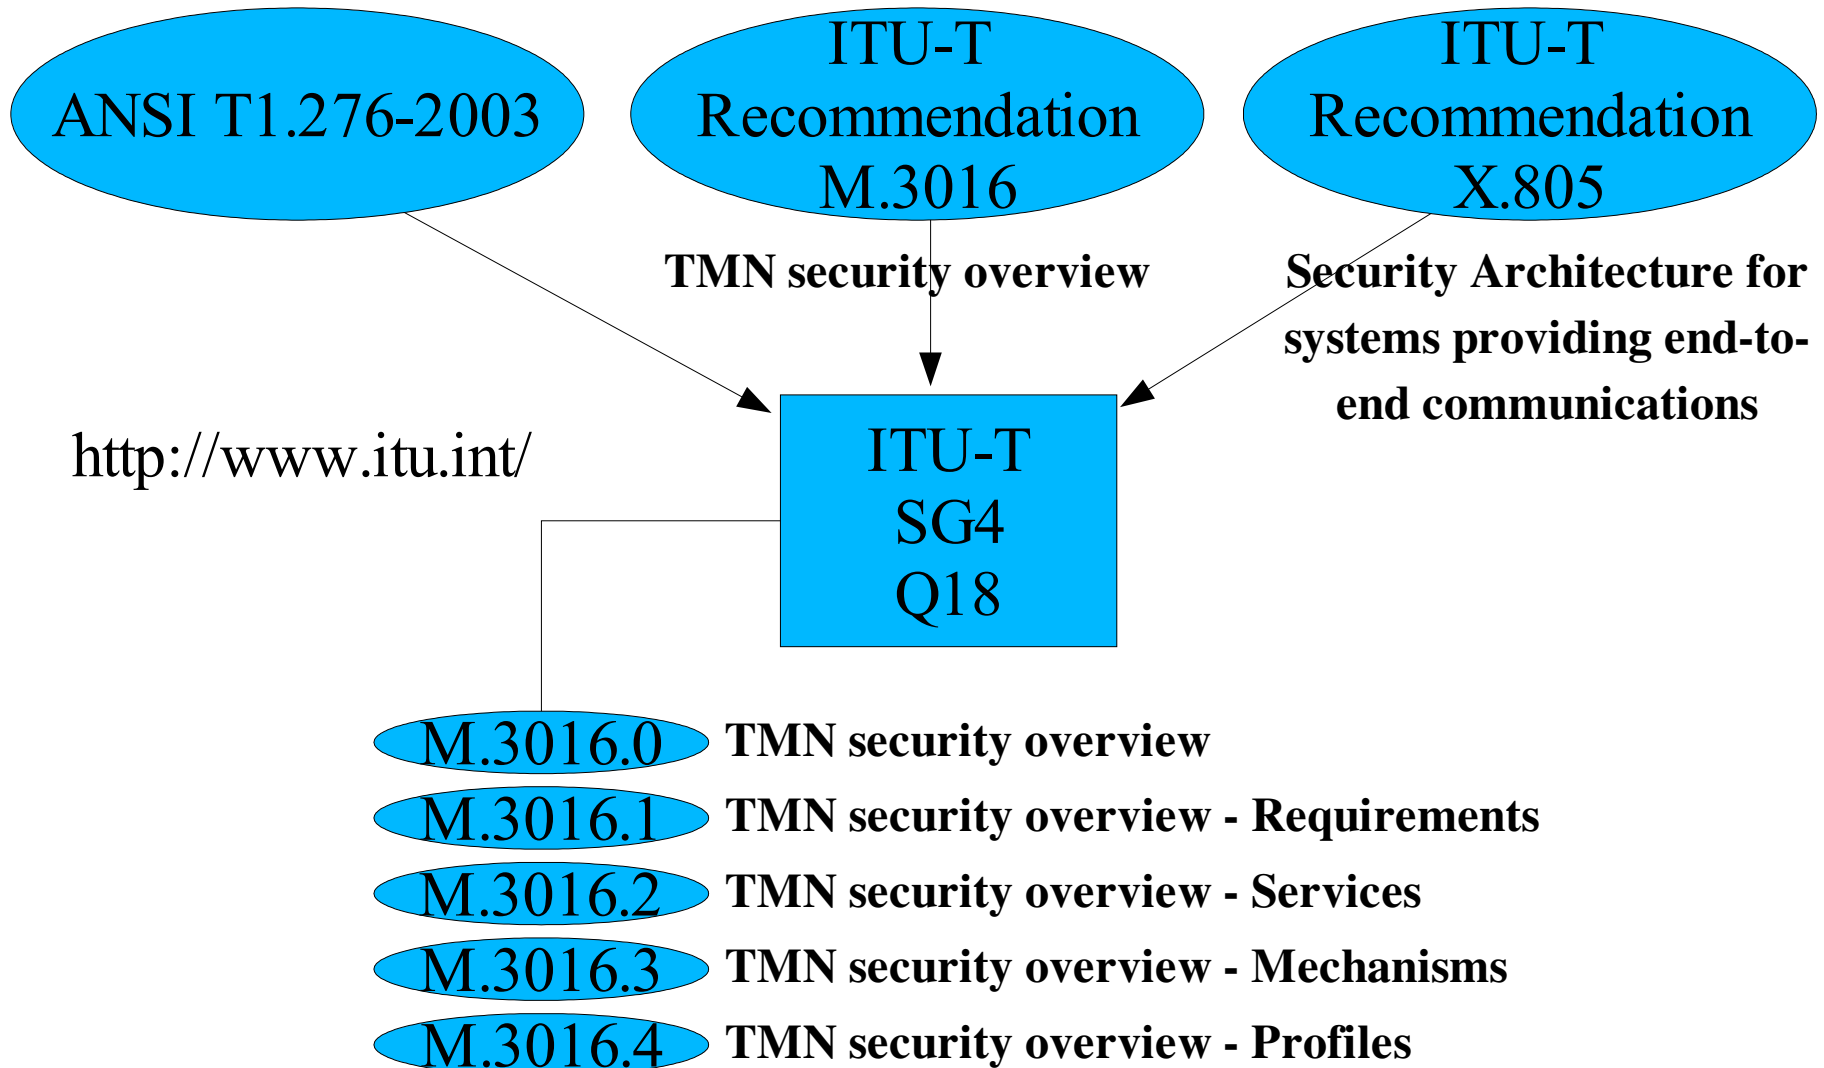 ANSI T1.276-2003
ITU-T
Recommendation
M.3016
ITU-T
Recommendation
X.805
TMN security overview
Security Architecture for
systems providing end-to-
end communications
http://www.itu.int/
ITU-T
SG4
Q18
M.3016.0
TMN security overview
M.3016.1
TMN security overview - Requirements
M.3016.2
TMN security overview - Services
M.3016.3
TMN security overview - Mechanisms
M.3016.4
TMN security overview - Profiles